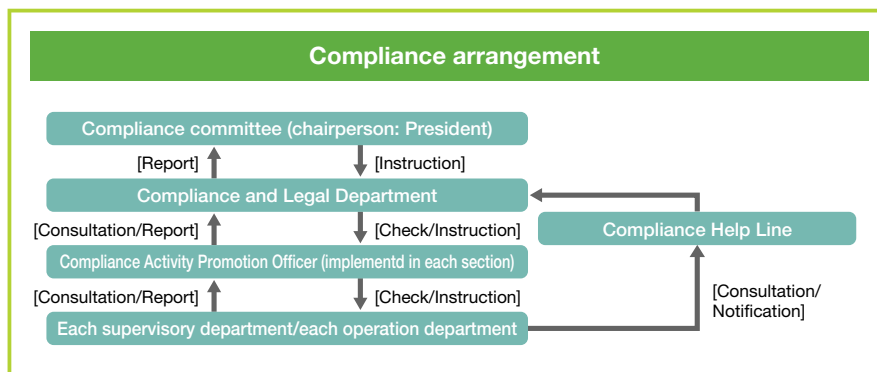 Compliance arrangement
Compliance committee (chairperson: President)
[Report]
[Instruction]
Compliance and Legal Department
[Consultation/Report]
[Check/Instruction]
Compliance Help Line
Compliance Activity Promotion Officer (implementd in each section)
[Consultation/Report]
[Check/Instruction]
[Consultation/
Notification]
Each supervisory department/each operation department